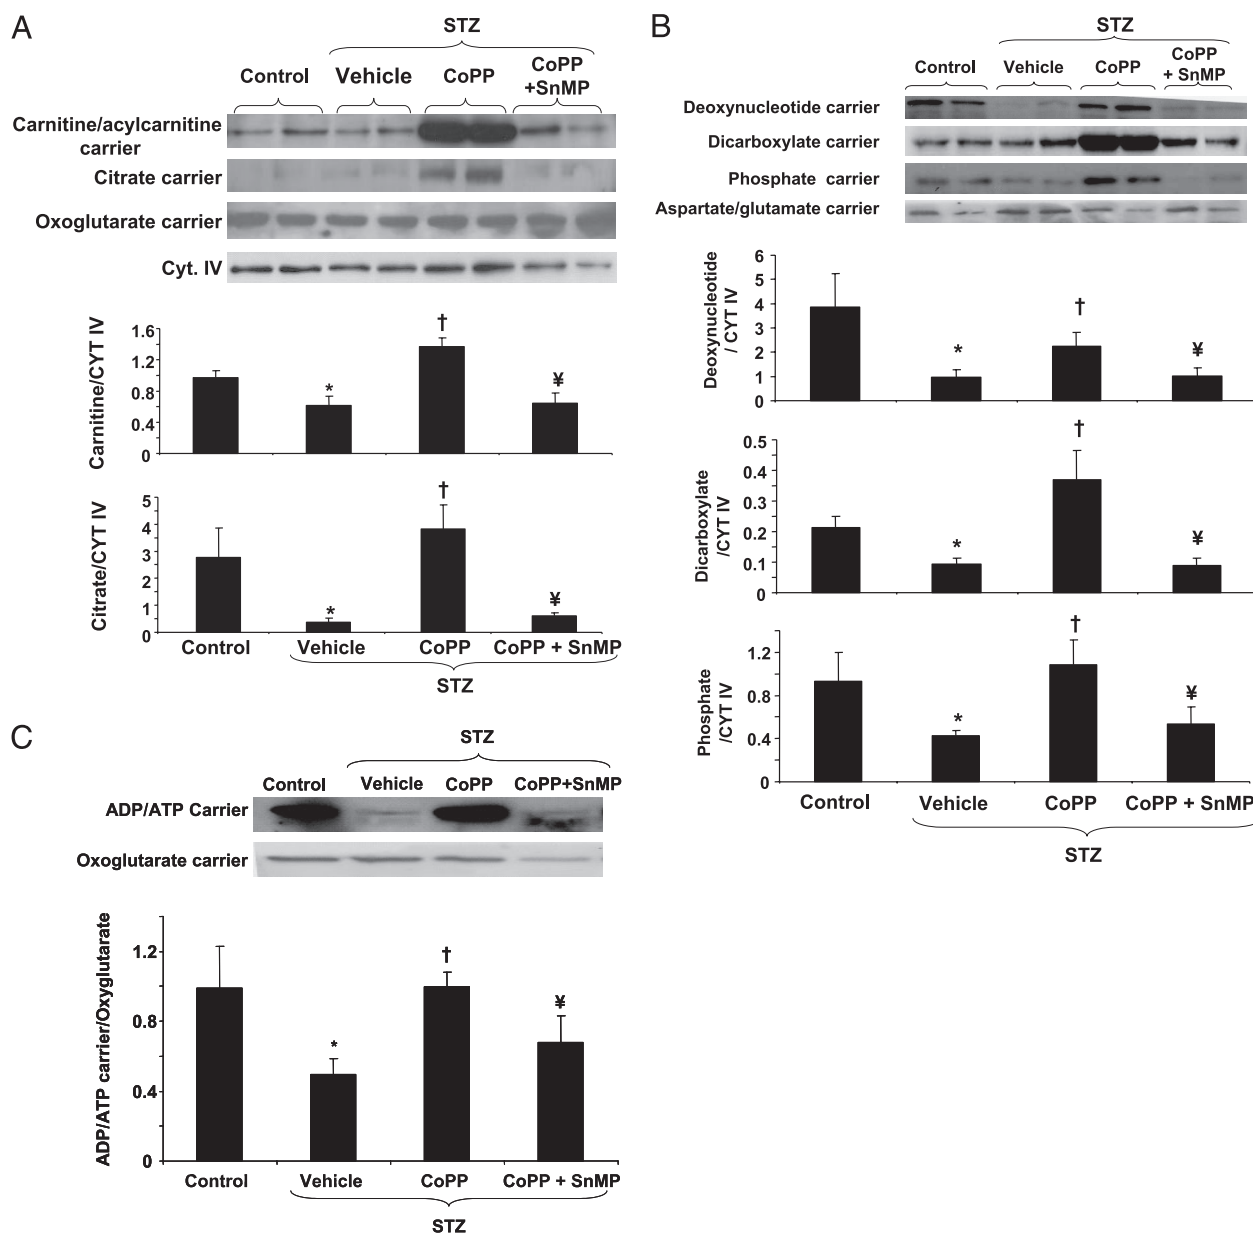 A
STZ
Control
Vehicle
CoPP
CoPP
+SnMP
Carnitine/acylcarnitine
carrier
Citrate carrier
Oxoglutarate carrier
Cyt. IV
Carnitine/CYT IV
1.6
1.2
0.8
0.4
0
*
†
¥
Citrate/CYT IV
5
4
3
2
1
0
*
†
¥
Control
Vehicle
CoPP
CoPP + SnMP
STZ
B
STZ
Control
Vehicle
CoPP
CoPP
+ SnMP
Deoxynucleotide carrier
Dicarboxylate carrier
Phosphate carrier
Aspartate/glutamate carrier
Deoxynucleotide
/ CYT IV
6
5
4
3
2
1
0
*
†
¥
Dicarboxylate
/CYT IV
0.5
0.4
0.3
0.2
0.1
0
*
†
¥
Phosphate
/CYT IV
1.2
0.8
0.4
0
*
†
¥
Control
Vehicle
CoPP
CoPP + SnMP
STZ
C
STZ
Control
Vehicle
CoPP
CoPP+SnMP
ADP/ATP Carrier
Oxoglutarate carrier
ADP/ATP carrier/Oxyglutarate
1.2
0.8
0.4
0
*
†
¥
Control
Vehicle
CoPP
CoPP + SnMP
STZ